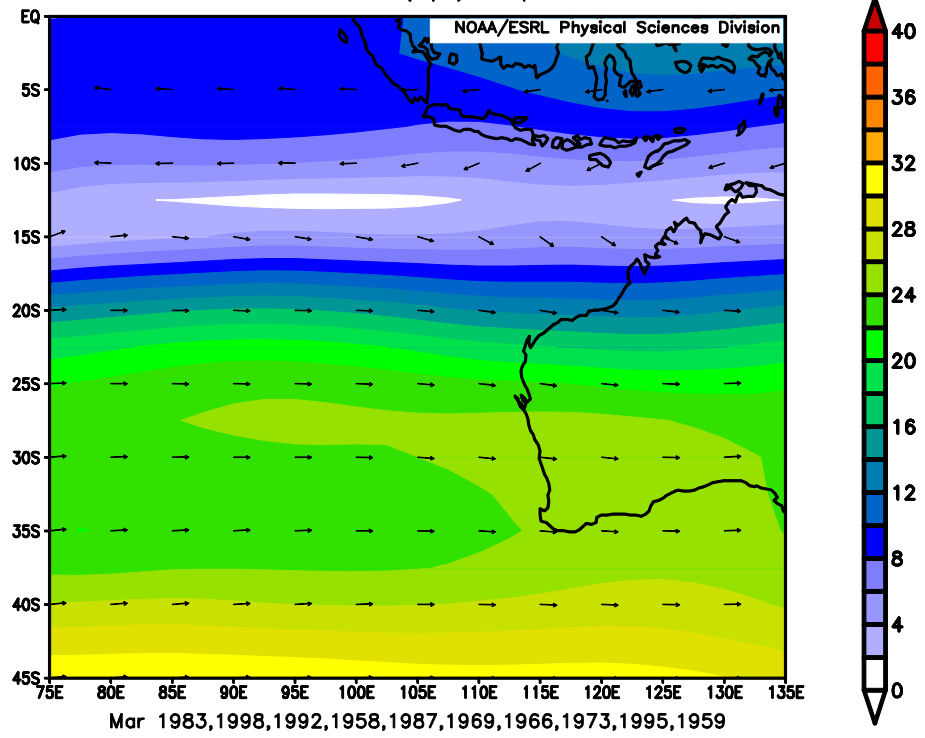 NOAA/ESRL Physical Sciences Division
EQ
5S
10S
15S
20S
25S
30S
35S
40S
45S
75E 80E 85E 90E 95E 100E 105E 110E 115E 120E 125E 130E 135E
40
36
32
28
24
20
16
12
8
4
0
Mar 1983,1998,1992,1958,1987,1969,1966,1973,1995,1959